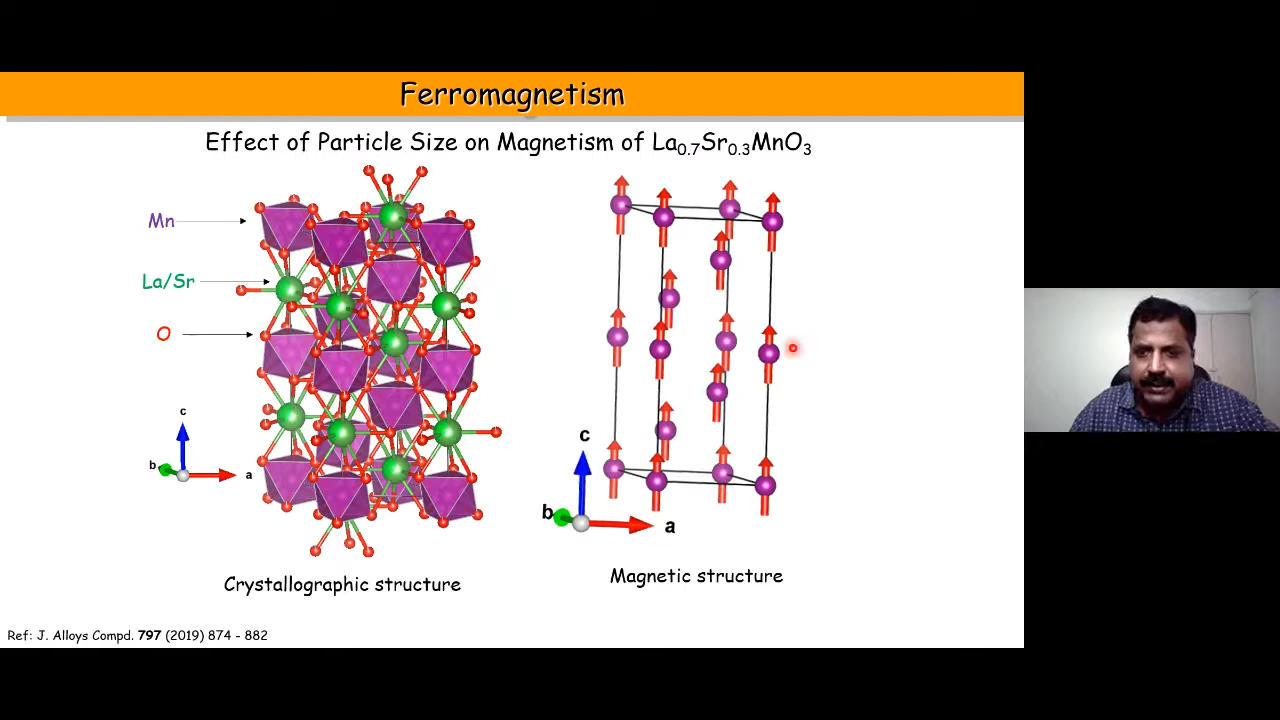 Ferromagnetism
Effect of Particle Size on Magnetism of La0.7Sr0.3MnO3
Mn
La/Sr
O
c
b
a
Crystallographic structure
c
b
a
Magnetic structure
Ref: J. Alloys Compd. 797 (2019) 874 - 882